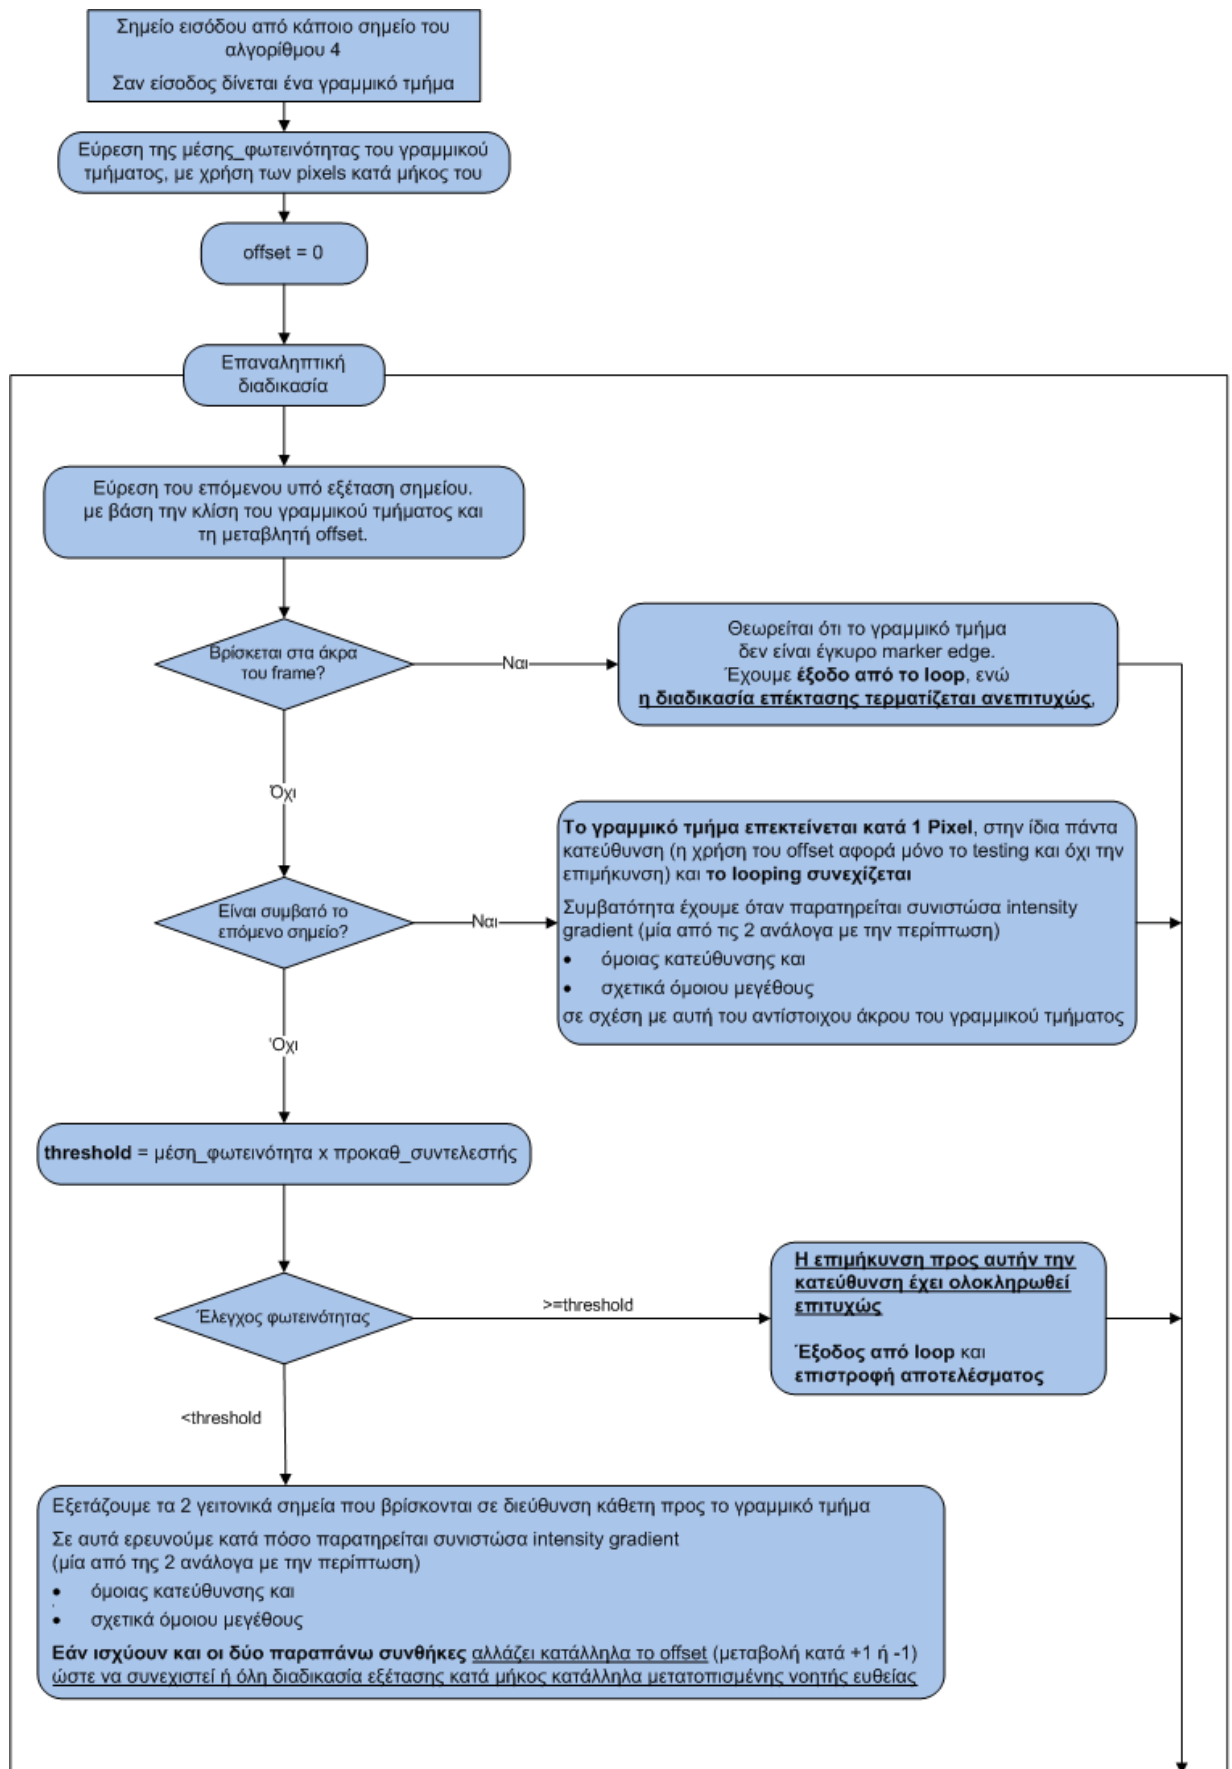 Σημείο εισόδου από κάποιο σημείο του
αλγορίθμου 4
Σαν είσοδος δίνεται ένα γραμμικό τμήμα
Εύρεση της μέσης_φωτεινότητας του γραμμικού
τμήματος, με χρήση των pixels κατά μήκος του
offset = 0
Επαναληπτική
διαδικασία
Εύρεση του επόμενου υπό εξέταση σημείου.
με βάση την κλίση του γραμμικού τμήματος και
τη μεταβλητή offset.
Βρίσκεται στα άκρα
του frame?
Ναι
Θεωρείται ότι το γραμμικό τμήμα
δεν είναι έγκυρο marker edge.
Έχουμε έξοδο από το loop, ενώ
η διαδικασία επέκτασης τερματίζεται ανεπιτυχώς.
Όχι
Είναι συμβατό το
επόμενο σημείο?
Ναι
Το γραμμικό τμήμα επεκτείνεται κατά 1 Pixel, στην ίδια πάντα
κατεύθυνση (η χρήση του offset αφορά μόνο το testing και όχι την
επιμήκυνση) και το looping συνεχίζεται
Συμβατότητα έχουμε όταν παρατηρείται συνιστώσα intensity
gradient (μία από τις 2 ανάλογα με την περίπτωση)
• όμοιας κατεύθυνσης και
• σχετικά όμοιου μεγέθους
σε σχέση με αυτή του αντίστοιχου άκρου του γραμμικού τμήματος
'Οχι
threshold = μέση_φωτεινότητα x προκαθ_συντελεστής
Έλεγχος φωτεινότητας
>=threshold
Η επιμήκυνση προς αυτήν την
κατεύθυνση έχει ολοκληρωθεί
επιτυχώς
Έξοδος από loop και
επιστροφή αποτελέσματος
<threshold
Εξετάζουμε τα 2 γειτονικά σημεία που βρίσκονται σε διεύθυνση κάθετη προς το γραμμικό τμήμα
Σε αυτά ερευνούμε κατά πόσο παρατηρείται συνιστώσα intensity gradient
(μία από της 2 ανάλογα με την περίπτωση)
• όμοιας κατεύθυνσης και
• σχετικά όμοιου μεγέθους
Εάν ισχύουν και οι δύο παραπάνω συνθήκες αλλάζει κατάλληλα το offset (μεταβολή κατά +1 ή -1)
ώστε να συνεχιστεί ή όλη διαδικασία εξέτασης κατά μήκος κατάλληλα μετατοπισμένης νοητής ευθείας